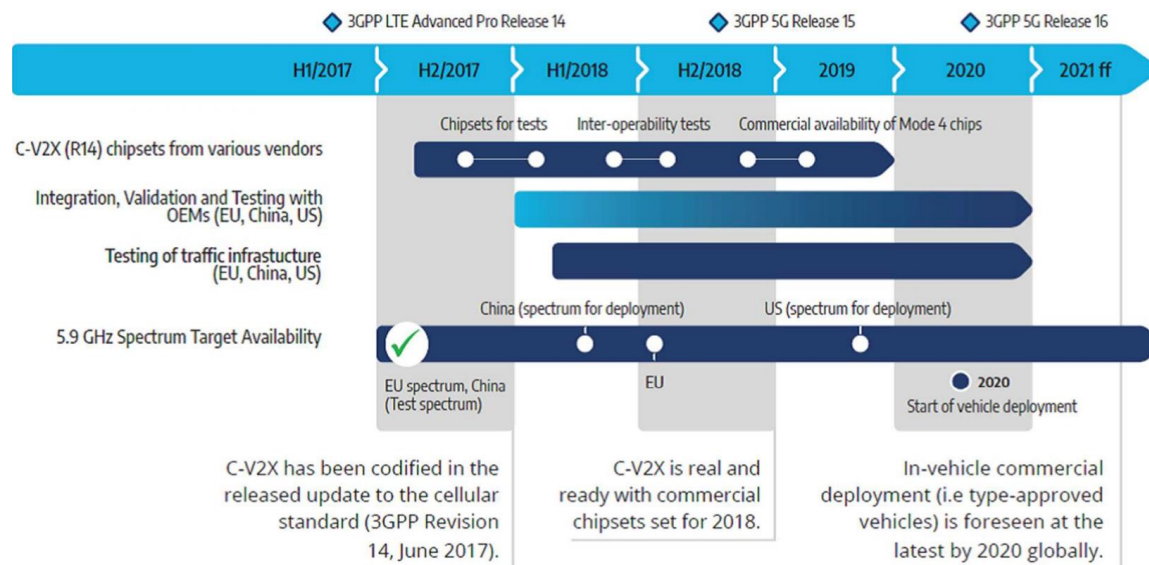 3GPP LTE Advanced Pro Release 14
3GPP 5G Release 15
3GPP 5G Release 16
H1/2017
H2/2017
H1/2018
H2/2018
2019
2020
2021 ff
Chipsets for tests
Inter-operability tests
Commercial availability of Mode 4 chips
C-V2X (R14) chipsets from various vendors
Integration, Validation and Testing with
OEMs (EU, China, US)
Testing of traffic infrastucture
(EU, China, US)
China (spectrum for deployment)
US (spectrum for deployment)
5.9 GHz Spectrum Target Availability
EU spectrum, China
(Test spectrum)
EU
2020
Start of vehicle deployment
C-V2X has been codified in the
released update to the cellular
standard (3GPP Revision
14, June 2017).
C-V2X is real and
ready with commercial
chipsets set for 2018.
In-vehicle commercial
deployment (i.e type-approved
vehicles) is foreseen at the
latest by 2020 globally.